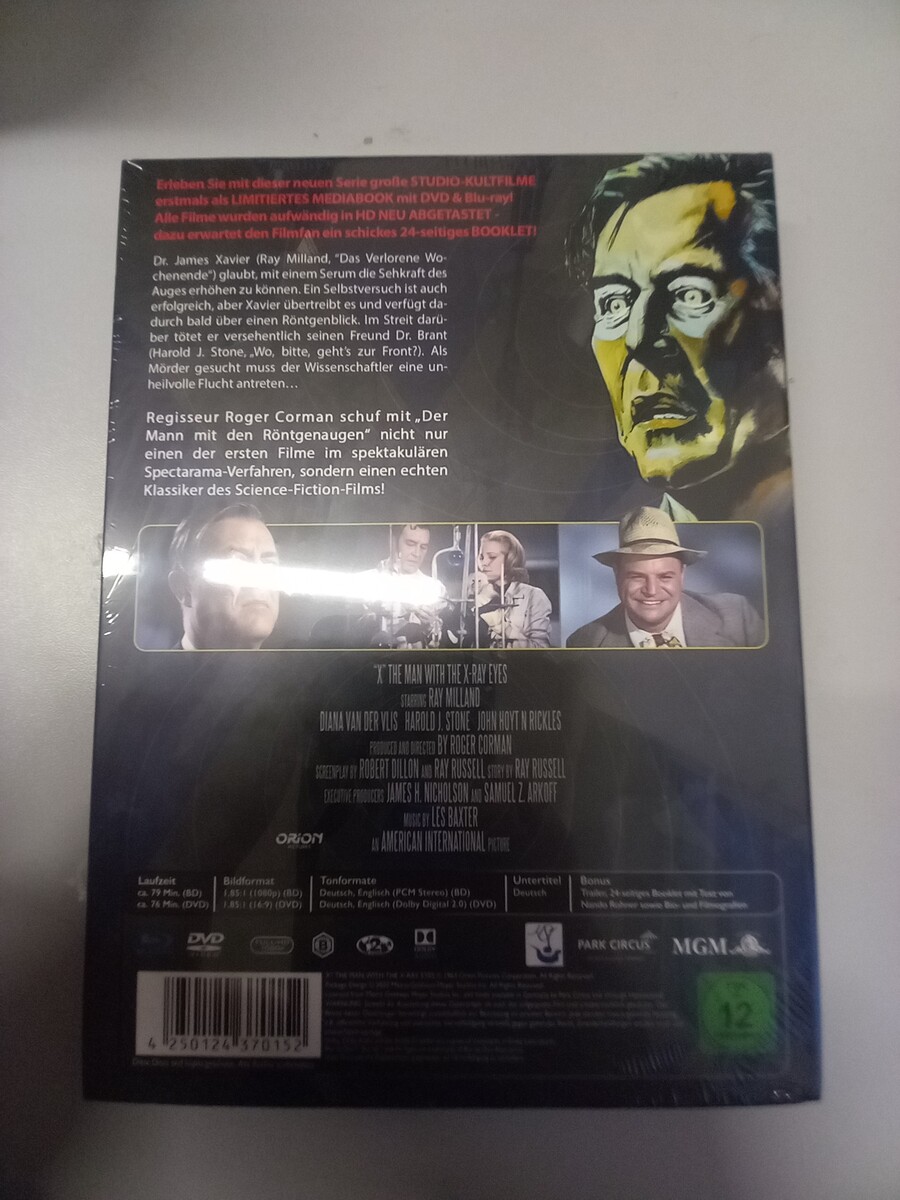 Erleben Sie mit dieser neuen Serie große STUDIO-KULTFILME
erstmals als LIMITIERTES MEDIABOOK mit DVD & Blu-ray!
Alle Filme wurden aufwändig in HD NEU ABGETASTET -
dazu erwartet den Filmfan ein schickes 24-seitiges BOOKLET!
Dr. James Xavier (Ray Milland, "Das Verlorene Wo-
chenende") glaubt, mit einem Serum die Sehkraft des
Auges erhöhen zu können. Ein Selbstversuch ist auch
erfolgreich, aber Xavier übertreibt es und verfügt da-
durch bald über einen Röntgenblick. Im Streit darü-
ber tötet er versehentlich seinen Freund Dr. Brant
(Harold J. Stone, „Wo, bitte, geht's zur Front?). Als
Mörder gesucht muss der Wissenschaftler eine un-
heilvolle Flucht antreten…
Regisseur Roger Corman schuf mit „Der
Mann mit den Röntgenaugen" nicht nur
einen der ersten Filme im spektakulären
Spectarama-Verfahren, sondern einen echten
Klassiker des Science-Fiction-Films!
"X" THE MAN WITH THE X-RAY EYES
STARRING RAY MILLAND
DIANA VAN DER VLIS HAROLD J. STONE JOHN HOYT N RICKLES
PRODUCED AND DIRECTED BY ROGER CORMAN
SCREENPLAY BY ROBERT DILLON AND RAY RUSSELL STORY BY RAY RUSSELL
EXECUTIVE PRODUCERS JAMES H. NICHOLSON AND SAMUEL Z. ARKOFF
MUSIC BY LES BAXTER
AN AMERICAN INTERNATIONAL PICTURE
ORION
PICTURES
Laufzeit
ca. 79 Min. (BD)
ca. 76 Min. (DVD)
Bildformat
1.85:1 (1080p) (BD)
1.85:1 (16:9) (DVD)
Tonformate
Deutsch, Englisch (PCM Stereo) (BD)
Deutsch, Englisch (Dolby Digital 2.0) (DVD)
Untertitel
Deutsch
Bonus
Trailer, 24-seitiges Booklet mit Text von
Nando Rohner sowie Bio- und Filmografien
DVD
VIDEO
B
2
DOLBY
PARK CIRCUS
MGM
4 250124 370152
12